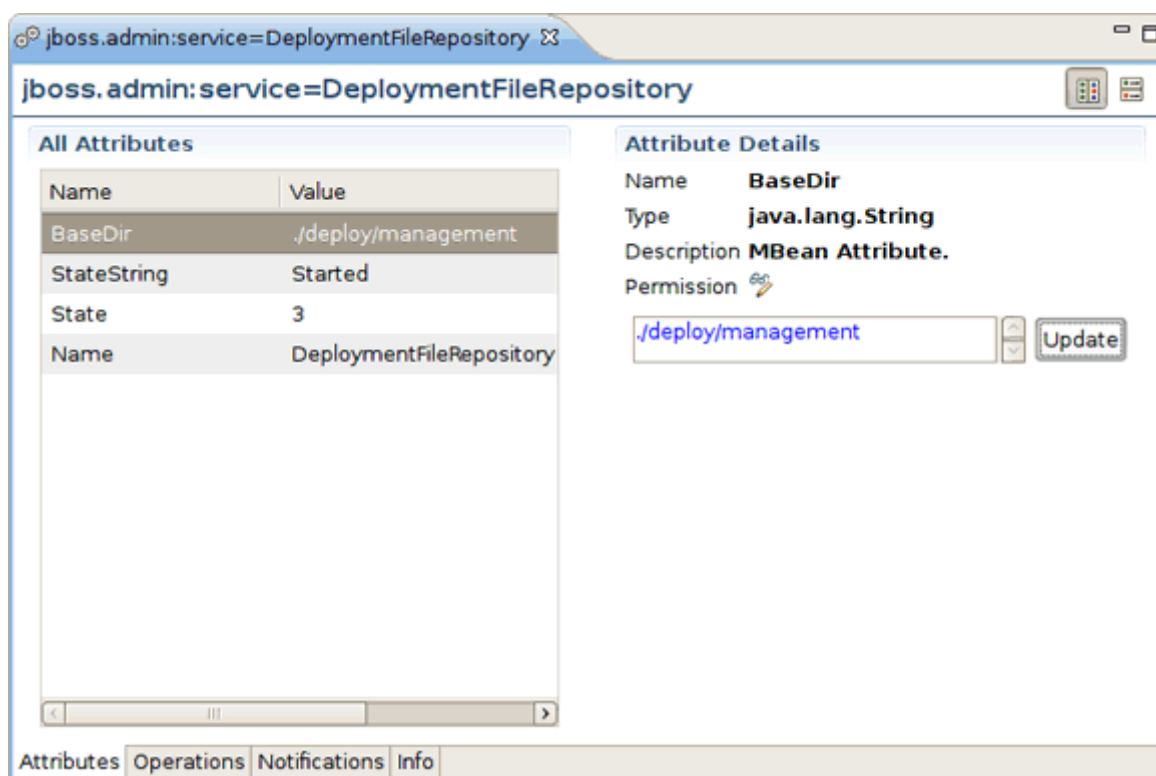 jboss.admin:service=DeploymentFileRepository
jboss.admin:service=DeploymentFileRepository
All Attributes
Name Value
BaseDir ./deploy/management
StateString Started
State 3
Name DeploymentFileRepository
Attribute Details
Name BaseDir
Type java.lang.String
Description MBean Attribute.
Permission
./deploy/management
Update
Attributes Operations Notifications Info